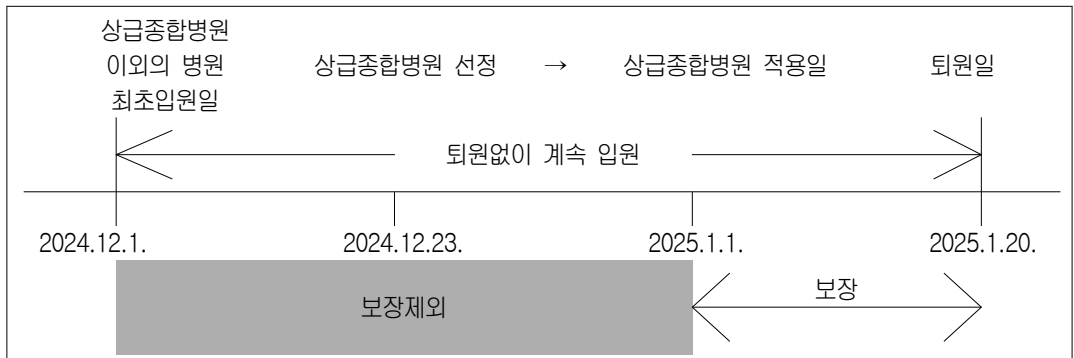 상급종합병원
이외의 병원
최초입원일
상급종합병원 선정 → 상급종합병원 적용일
퇴원일
퇴원없이 계속 입원
2024.12.1.
2024.12.23.
2025.1.1.
2025.1.20.
보장제외
보장